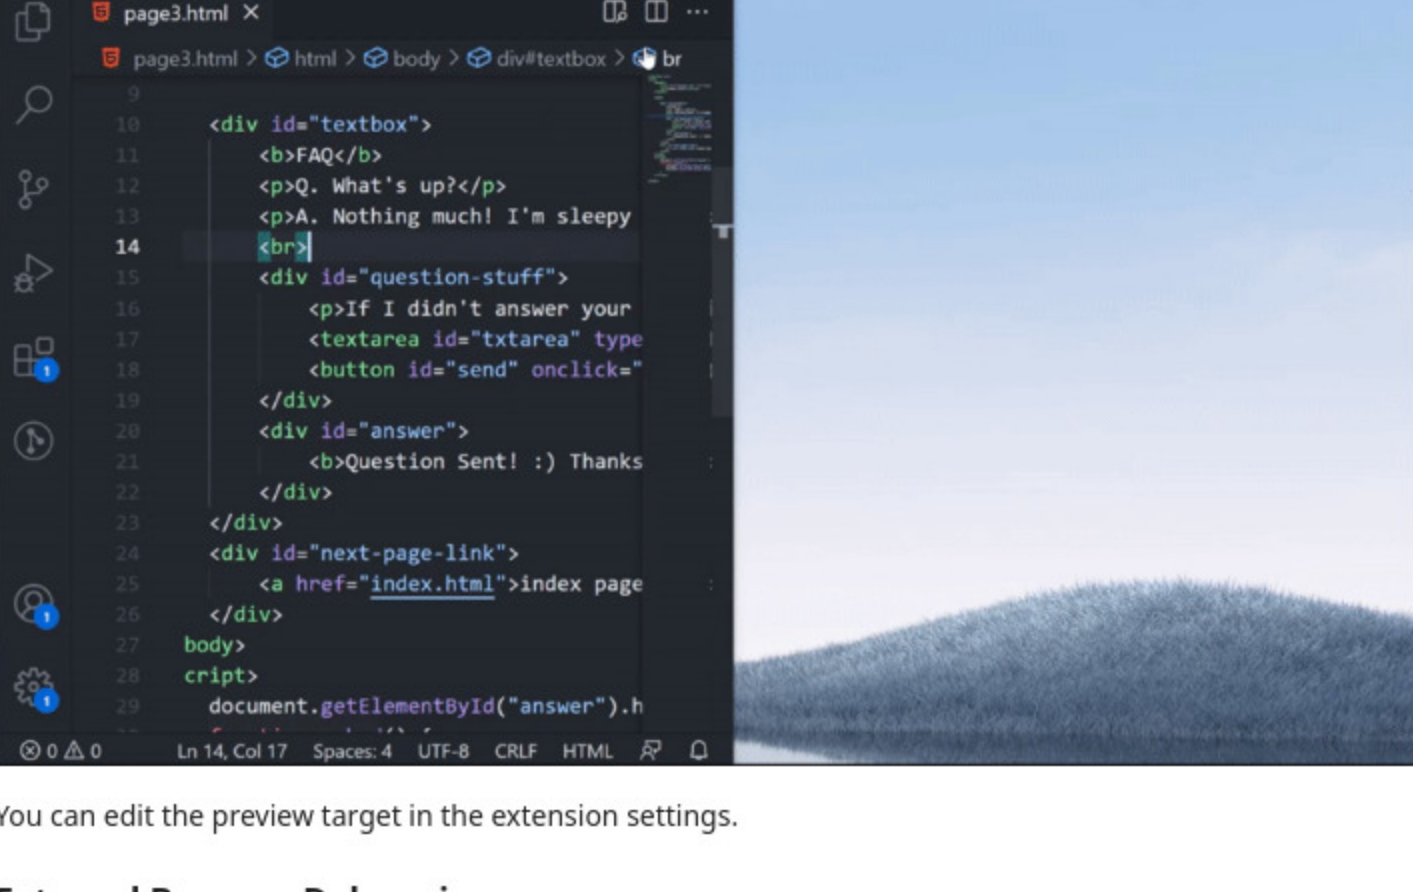 page3.html
page3.html > html > body > div#textbox > br
9
10 <div id="textbox">
11 <b>FAQ</b>
12 <p>Q. What's up?</p>
13 <p>A. Nothing much! I'm sleepy
14 <br>
15 <div id="question-stuff">
16 <p>If I didn't answer your
17 <textarea id="txtarea" type
18 <button id="send" onclick="
19 </div>
20 <div id="answer">
21 <b>Question Sent! :) Thanks
22 </div>
23 </div>
24 <div id="next-page-link">
25 <a href="index.html">index page
26 </div>
27 body>
28 cript>
29 document.getElementById("answer").h
1
1
1
0 0 Ln 14, Col 17 Spaces: 4 UTF-8 CRLF HTML
You can edit the preview target in the extension settings.